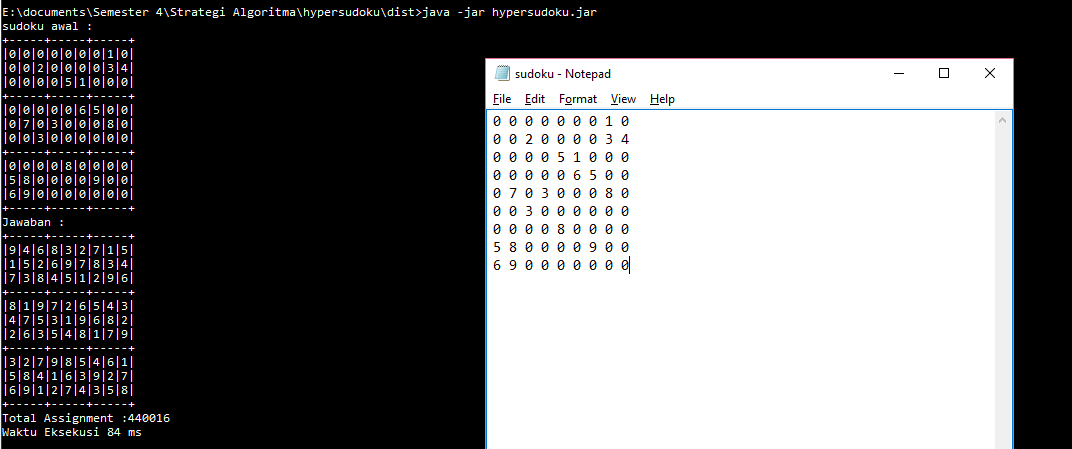 E:\documents\Semester 4\Strategi Algoritma\hypersudoku\dist>java -jar hypersudoku.jar
sudoku awal :
+-----+-----+-----+
|0|0|0|0|0|0|0|1|0|
|0|0|2|0|0|0|0|3|4|
|0|0|0|0|5|1|0|0|0|
+-----+-----+-----+
|0|0|0|0|0|6|5|0|0|
|0|7|0|3|0|0|0|8|0|
|0|0|3|0|0|0|0|0|0|
+-----+-----+-----+
|0|0|0|0|8|0|0|0|0|
|5|8|0|0|0|0|9|0|0|
|6|9|0|0|0|0|0|0|0|
+-----+-----+-----+
Jawaban :
+-----+-----+-----+
|9|4|6|8|3|2|7|1|5|
|1|5|2|6|9|7|8|3|4|
|7|3|8|4|5|1|2|9|6|
+-----+-----+-----+
|8|1|9|7|2|6|5|4|3|
|4|7|5|3|1|9|6|8|2|
|2|6|3|5|4|8|1|7|9|
+-----+-----+-----+
|3|2|7|9|8|5|4|6|1|
|5|8|4|1|6|3|9|2|7|
|6|9|1|2|7|4|3|5|8|
+-----+-----+-----+
Total Assignment :440016
Waktu Eksekusi 84 ms
sudoku - Notepad
File Edit Format View Help
0 0 0 0 0 0 0 1 0
0 0 2 0 0 0 0 3 4
0 0 0 0 5 1 0 0 0
0 0 0 0 0 6 5 0 0
0 7 0 3 0 0 0 8 0
0 0 3 0 0 0 0 0 0
0 0 0 0 8 0 0 0 0
5 8 0 0 0 0 9 0 0
6 9 0 0 0 0 0 0 0